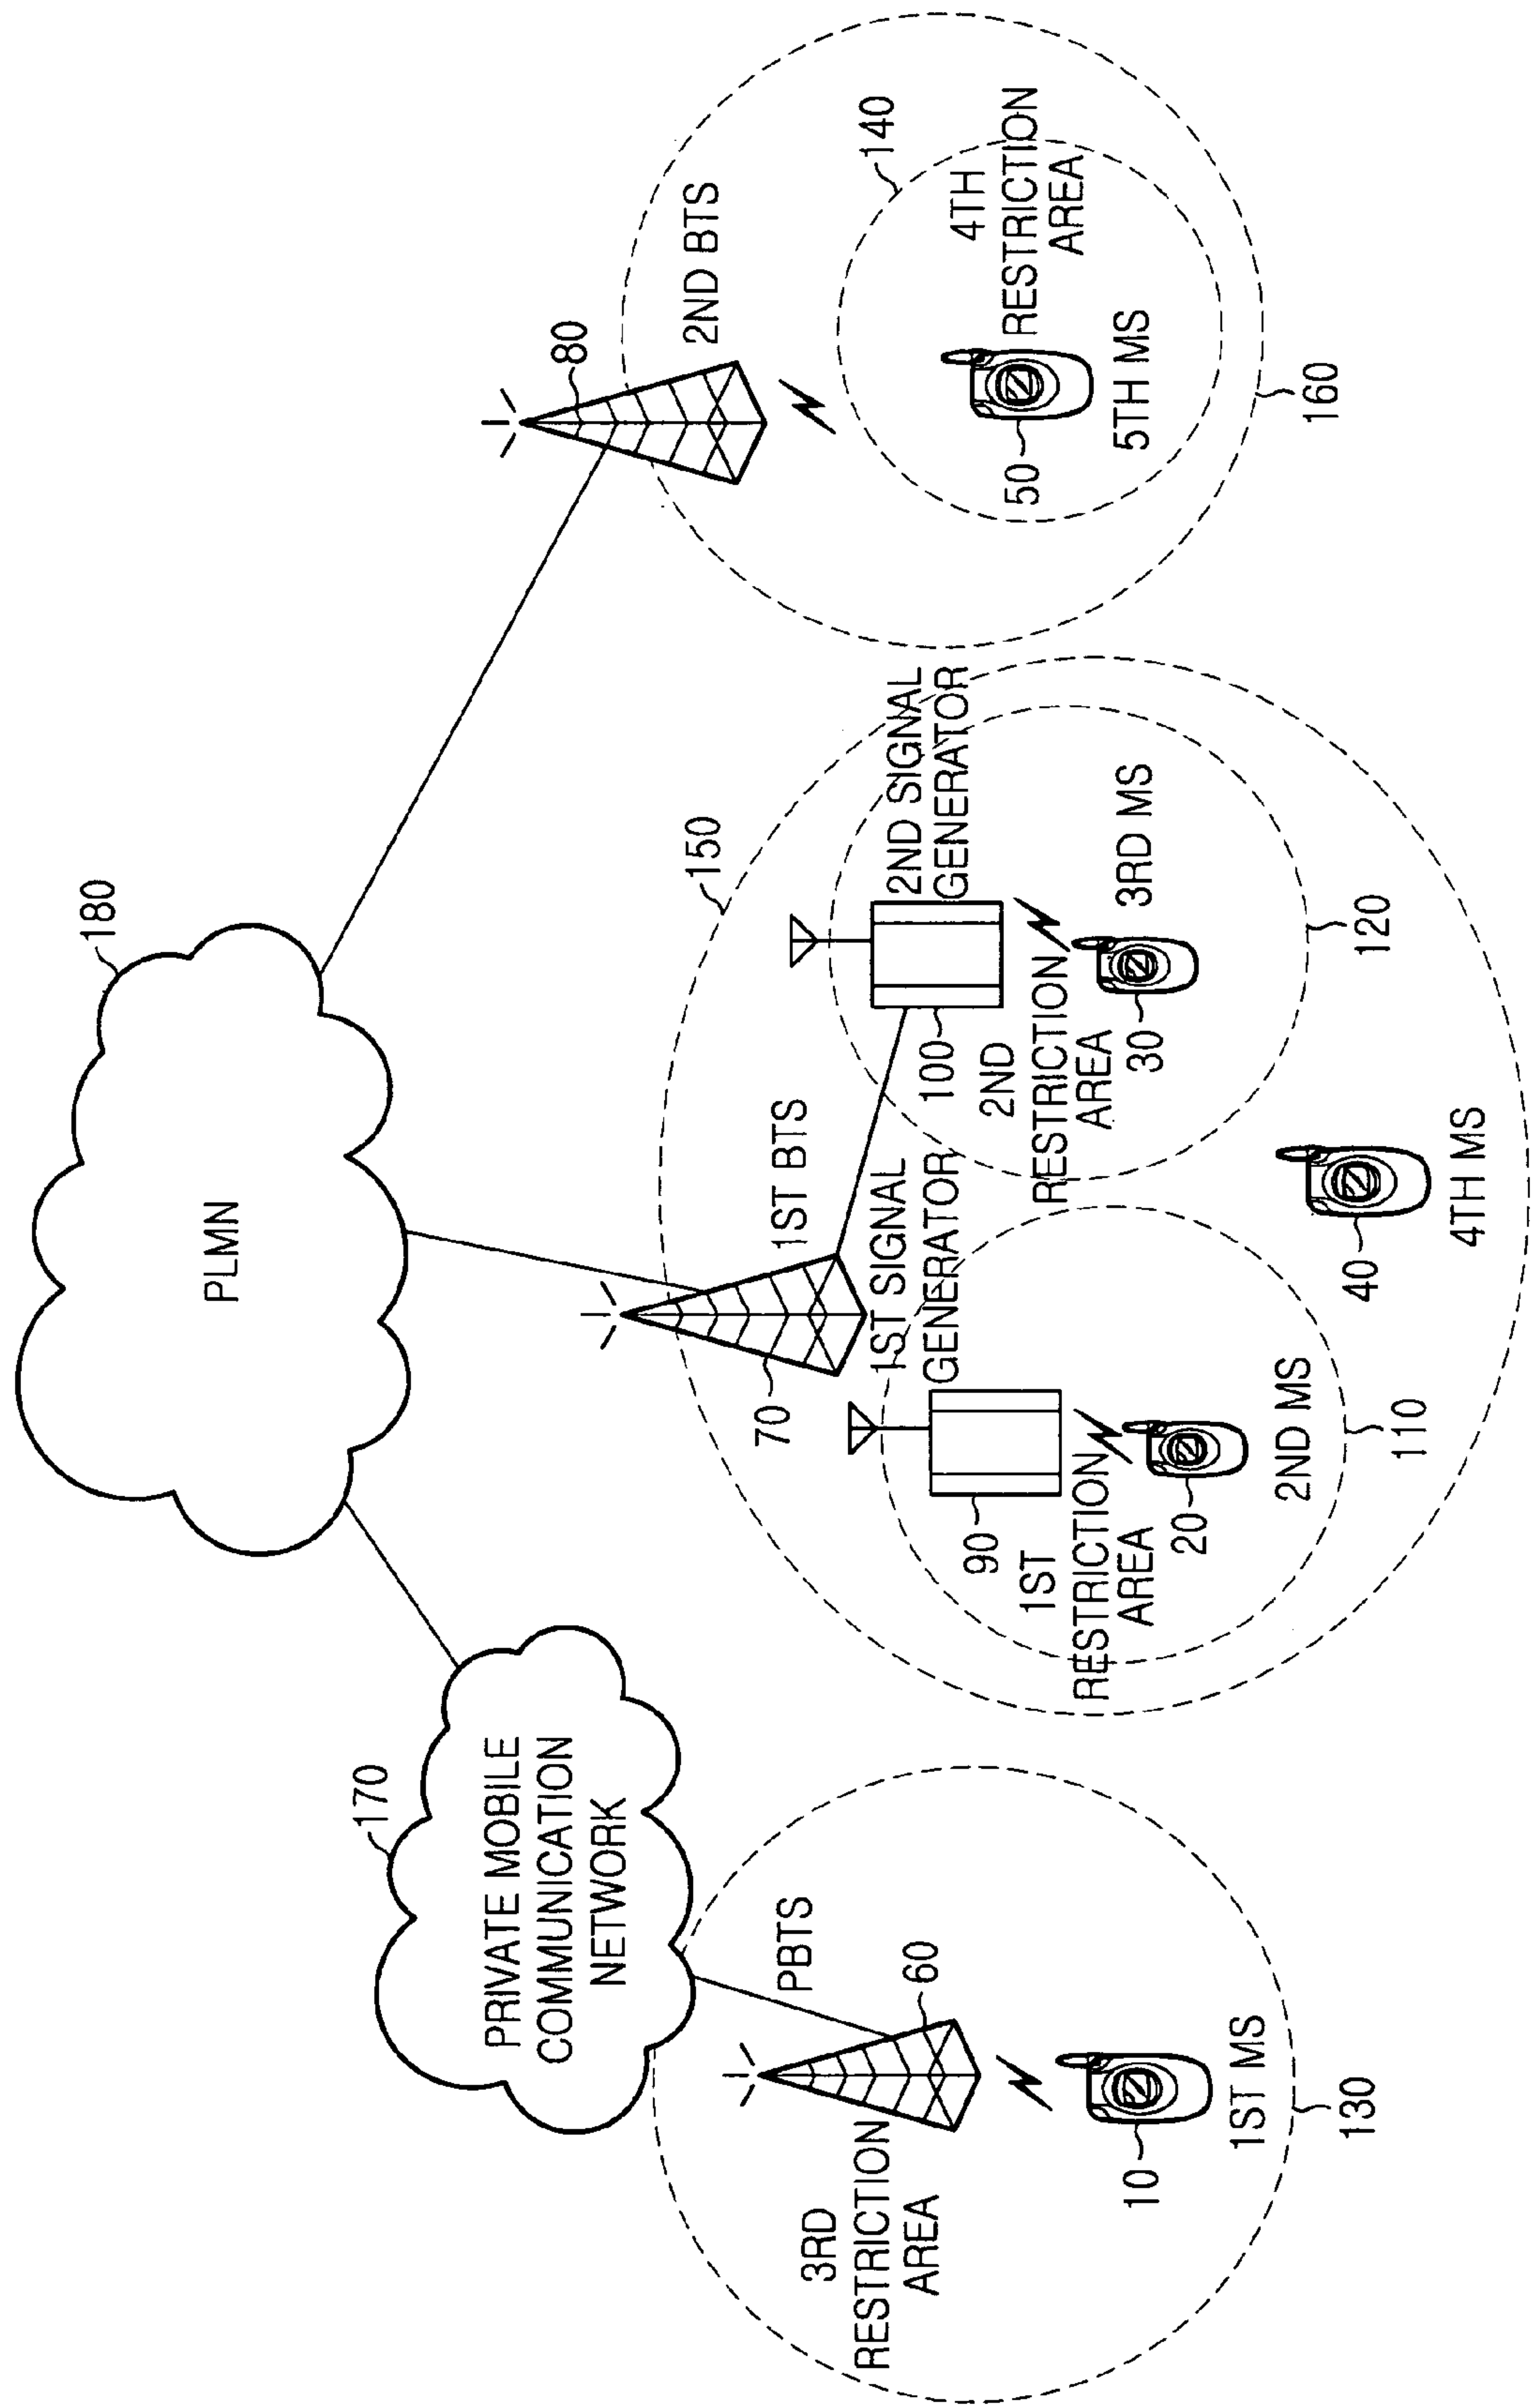 180
PLMN
170
PRIVATE MOBILE
COMMUNICATION
NETWORK
PBTS
60
3RD
RESTRICTION
AREA
10
1ST MS
130
1ST BTS
70
150
1ST SIGNAL
GENERATOR
90
1ST
RESTRICTION
AREA
20
2ND MS
110
2ND SIGNAL
GENERATOR
100
2ND
RESTRICTION
AREA
30
3RD MS
120
40
4TH MS
80
2ND BTS
140
4TH
RESTRICTION
AREA
50
5TH MS
160